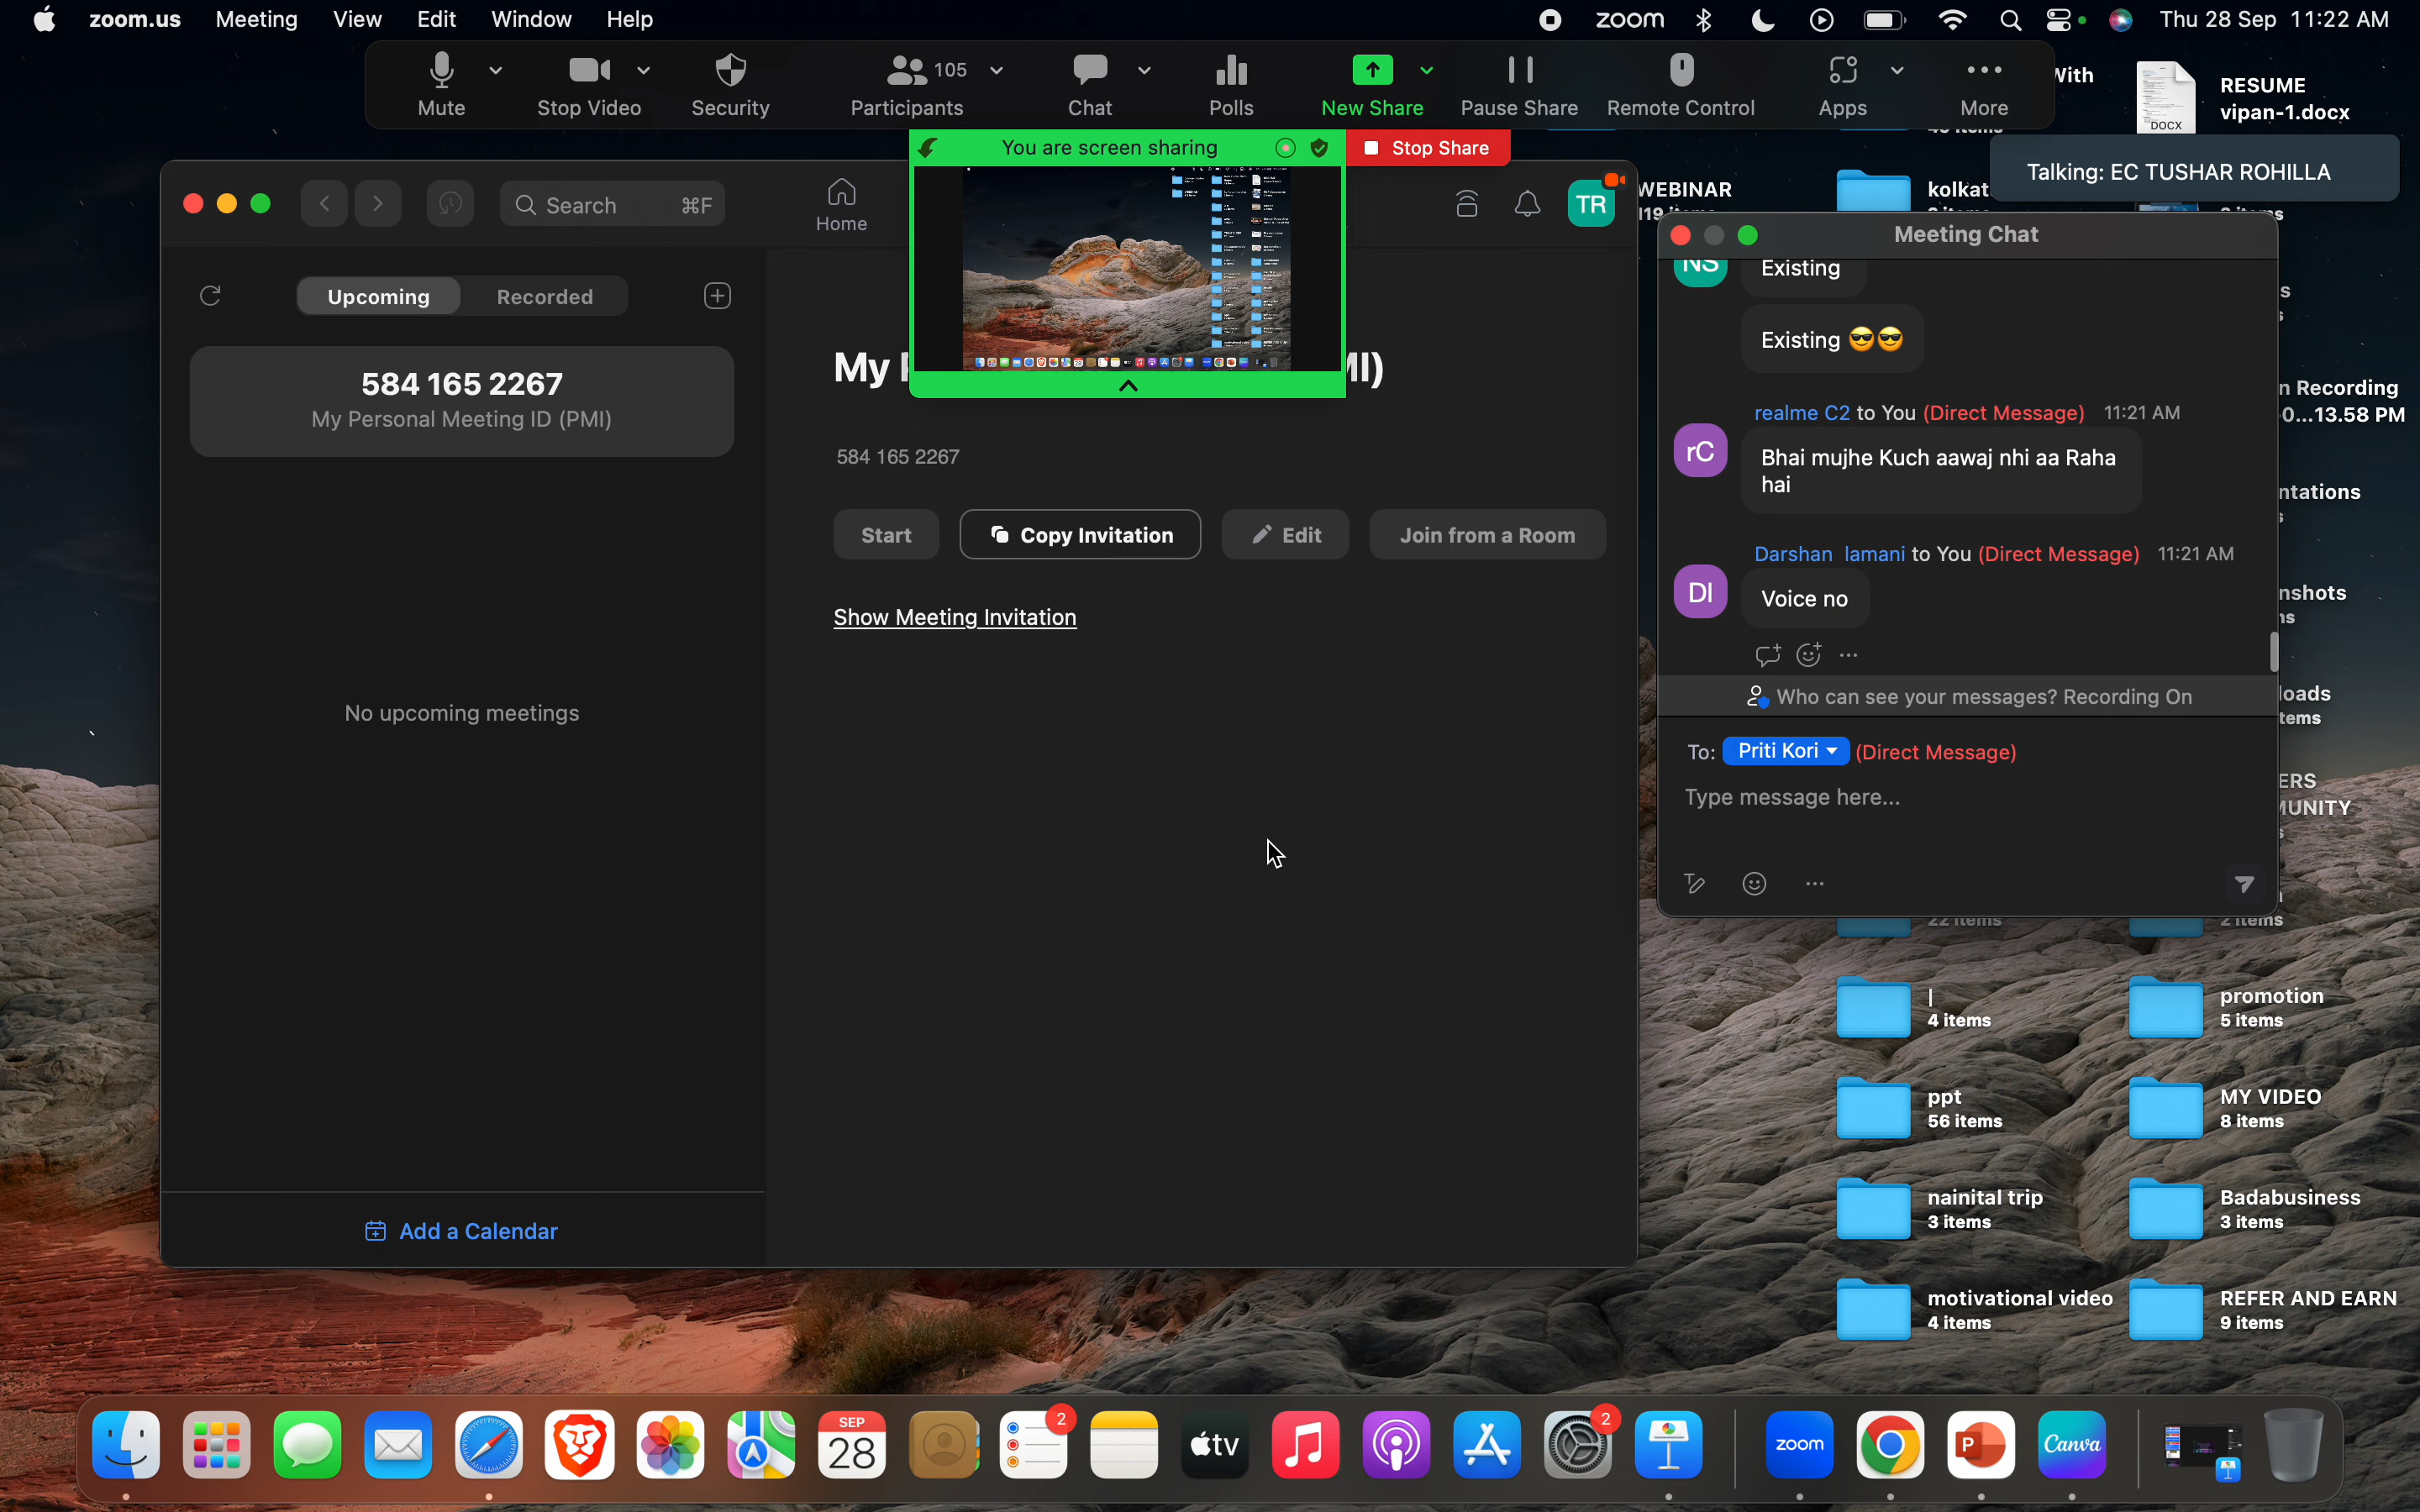 zoom.us Meeting View Edit Window Help
zoom Thu 28 Sep 11:22 AM
Mute Stop Video Security 105 Participants Chat Polls New Share Pause Share Remote Control Apps More
You are screen sharing
Stop Share
Talking: EC TUSHAR ROHILLA
With
RESUME
vipan-1.docx
DOCX
WEBINAR
Search ⌘F
Home
TR
Upcoming Recorded
584 165 2267
My Personal Meeting ID (PMI)
No upcoming meetings
Add a Calendar
My
584 165 2267
Start Copy Invitation Edit Join from a Room
Show Meeting Invitation
Meeting Chat
NS
Existing
Existing 😎😎
realme C2 to You (Direct Message) 11:21 AM
rC
Bhai mujhe Kuch aawaj nhi aa Raha
hai
Darshan lamani to You (Direct Message) 11:21 AM
DI
Voice no
Who can see your messages? Recording On
To: Priti Kori (Direct Message)
Type message here...
Recording
0...13.58 PM
4 items
promotion
5 items
ppt
56 items
MY VIDEO
8 items
nainital trip
3 items
Badabusiness
3 items
motivational video
4 items
REFER AND EARN
9 items
SEP
28
2
tv
2
zoom
P
Canva